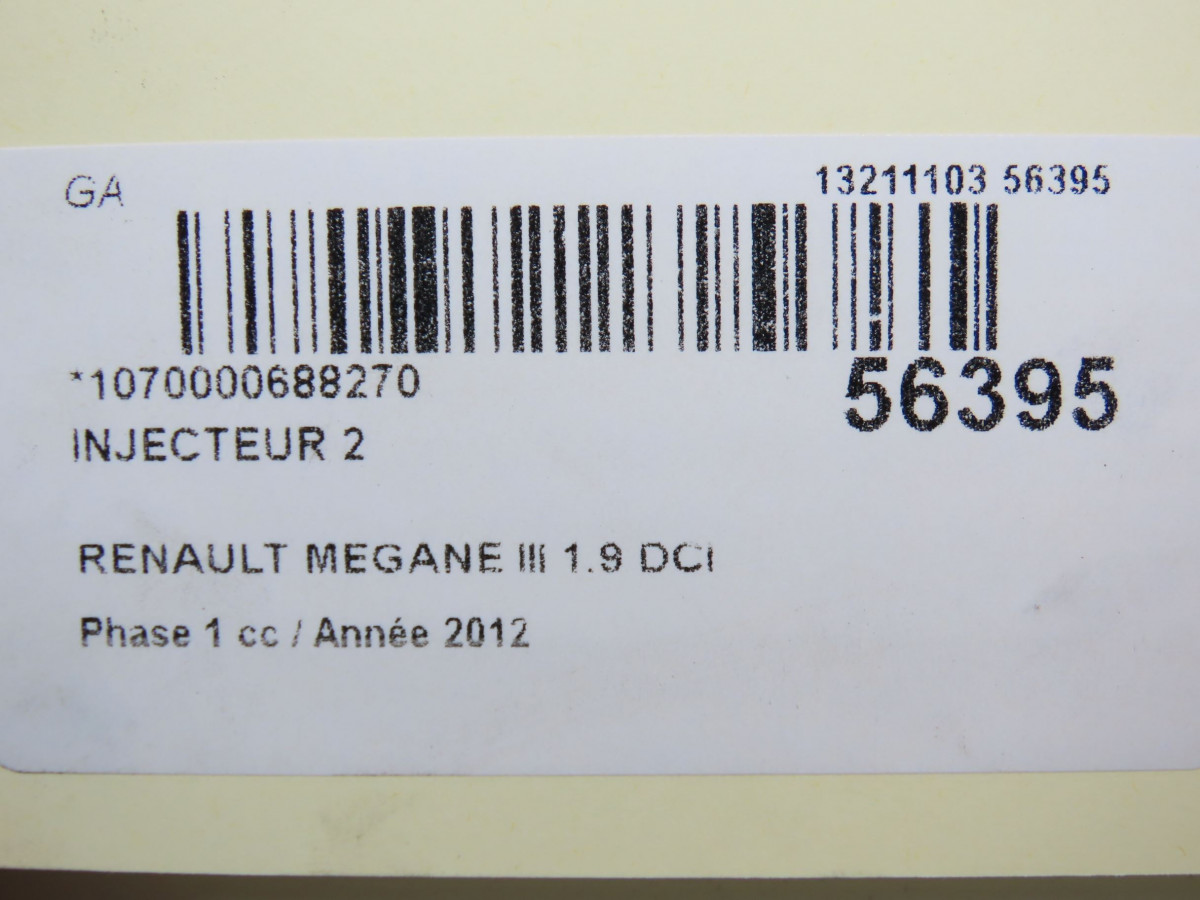 GA
13211103 56395
*1070000688270
56395
INJECTEUR 2
RENAULT MEGANE III 1.9 DCI
Phase 1 cc / Année 2012